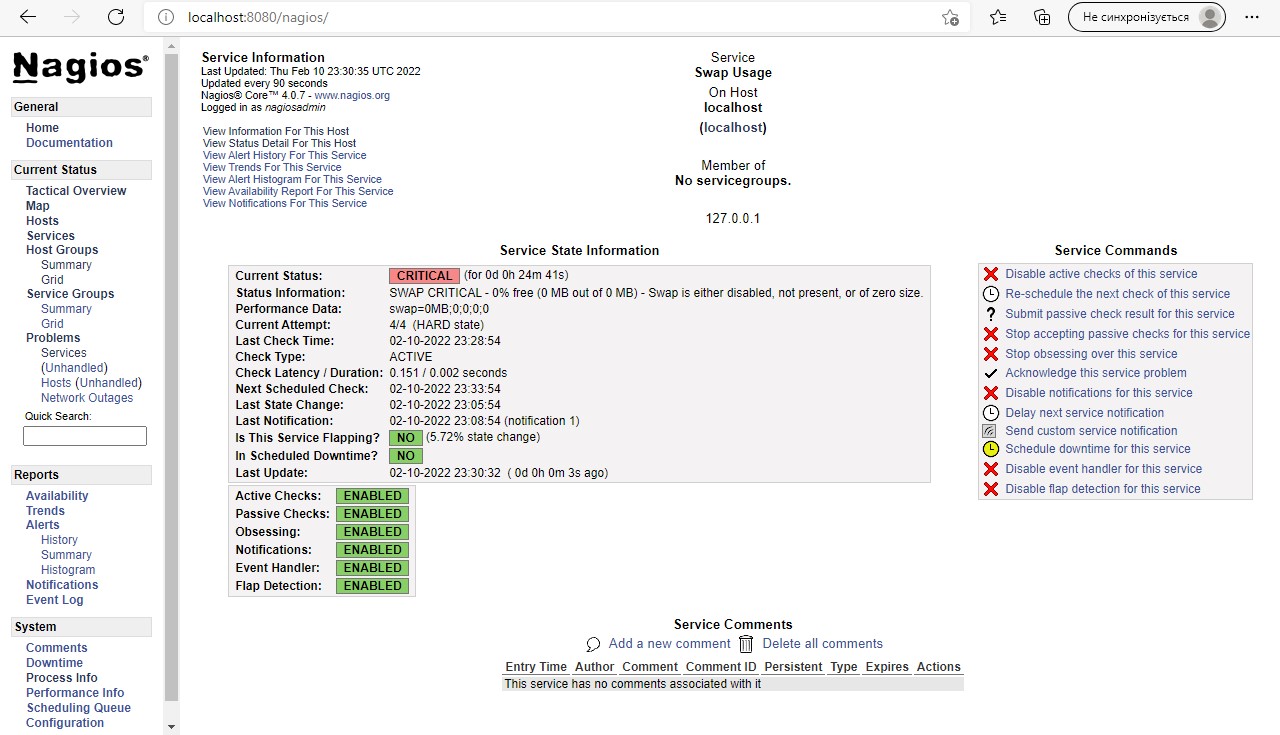 localhost:8080/nagios/
Не синхронізується
Nagios®
General
Home
Documentation
Current Status
Tactical Overview
Map
Hosts
Services
Host Groups
Summary
Grid
Service Groups
Summary
Grid
Problems
Services
(Unhandled)
Hosts (Unhandled)
Network Outages
Quick Search:
Reports
Availability
Trends
Alerts
History
Summary
Histogram
Notifications
Event Log
System
Comments
Downtime
Process Info
Performance Info
Scheduling Queue
Configuration
Service Information
Last Updated: Thu Feb 10 23:30:35 UTC 2022
Updated every 90 seconds
Nagios® Core™ 4.0.7 - www.nagios.org
Logged in as nagiosadmin
View Information For This Host
View Status Detail For This Host
View Alert History For This Service
View Trends For This Service
View Alert Histogram For This Service
View Availability Report For This Service
View Notifications For This Service
Service
Swap Usage
On Host
localhost
(localhost)
Member of
No servicegroups.
127.0.0.1
Service State Information
Current Status: CRITICAL (for 0d 0h 24m 41s)
Status Information: SWAP CRITICAL - 0% free (0 MB out of 0 MB) - Swap is either disabled, not present, or of zero size.
Performance Data: swap=0MB;0;0;0;0
Current Attempt: 4/4 (HARD state)
Last Check Time: 02-10-2022 23:28:54
Check Type: ACTIVE
Check Latency / Duration: 0.151 / 0.002 seconds
Next Scheduled Check: 02-10-2022 23:33:54
Last State Change: 02-10-2022 23:05:54
Last Notification: 02-10-2022 23:08:54 (notification 1)
Is This Service Flapping? NO (5.72% state change)
In Scheduled Downtime? NO
Last Update: 02-10-2022 23:30:32 ( 0d 0h 0m 3s ago)
Active Checks: ENABLED
Passive Checks: ENABLED
Obsessing: ENABLED
Notifications: ENABLED
Event Handler: ENABLED
Flap Detection: ENABLED
Service Commands
Disable active checks of this service
Re-schedule the next check of this service
? Submit passive check result for this service
Stop accepting passive checks for this service
Stop obsessing over this service
Acknowledge this service problem
Disable notifications for this service
Delay next service notification
Send custom service notification
Schedule downtime for this service
Disable event handler for this service
Disable flap detection for this service
Service Comments
Add a new comment Delete all comments
Entry Time Author Comment Comment ID Persistent Type Expires Actions
This service has no comments associated with it